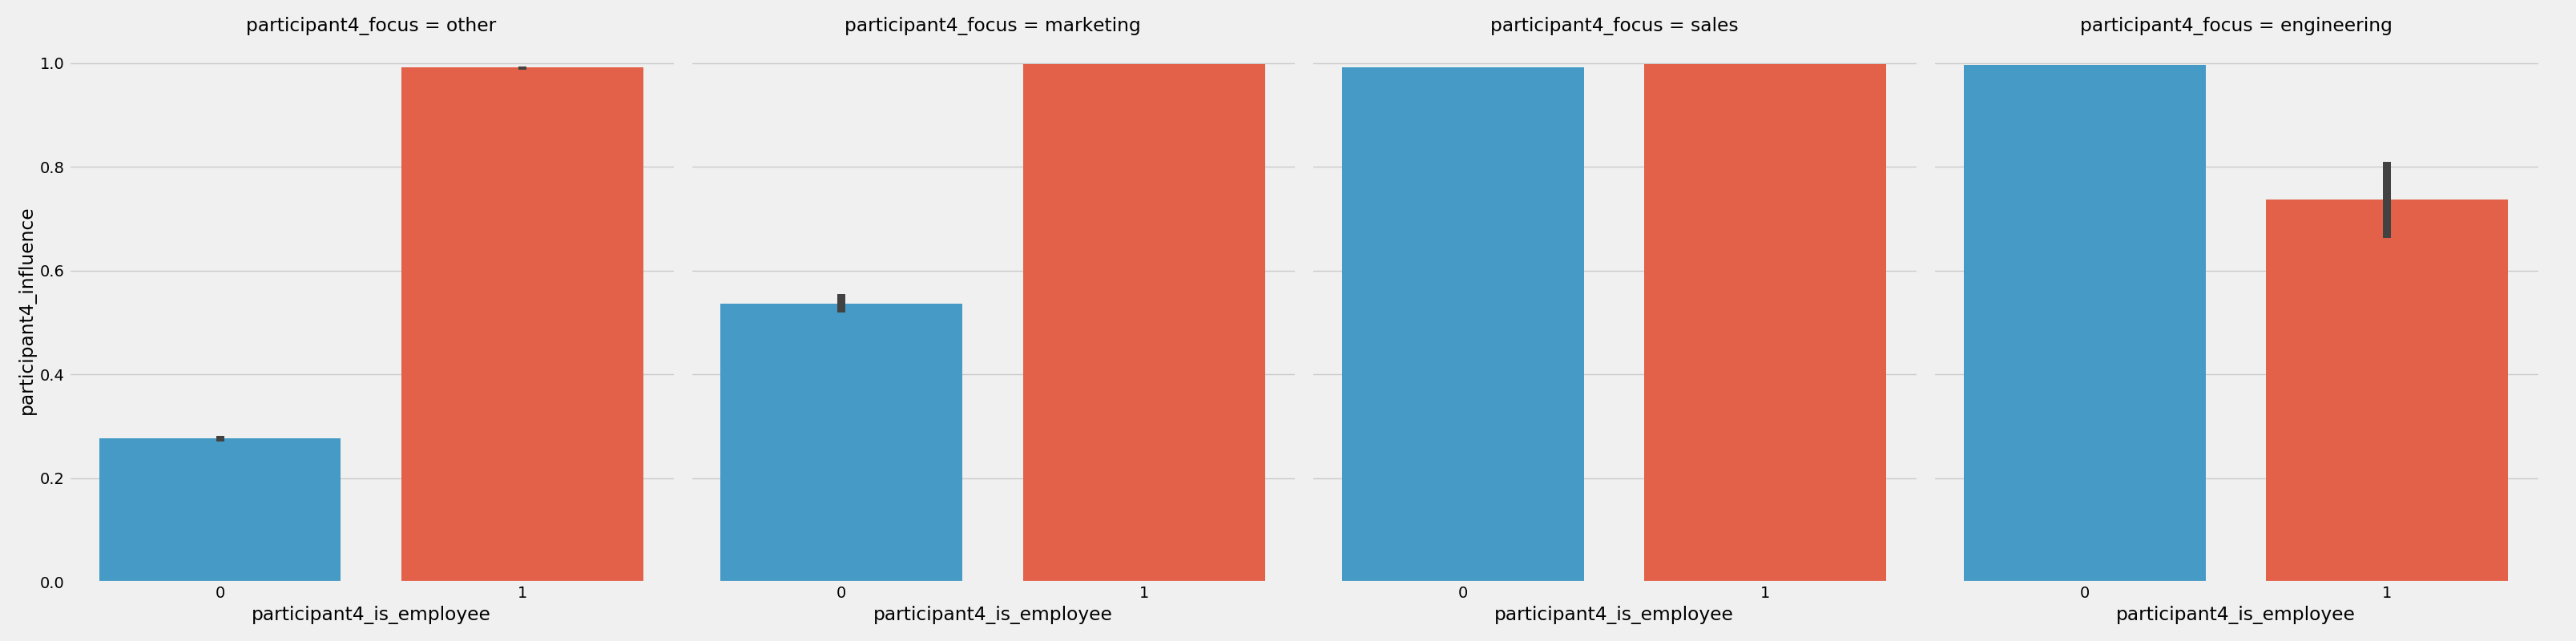 participant4_focus = other
participant4_focus = marketing
participant4_focus = sales
participant4_focus = engineering
participant4_influence
1.0
0.8
0.6
0.4
0.2
0.0
0 1
0 1
0 1
0 1
participant4_is_employee
participant4_is_employee
participant4_is_employee
participant4_is_employee